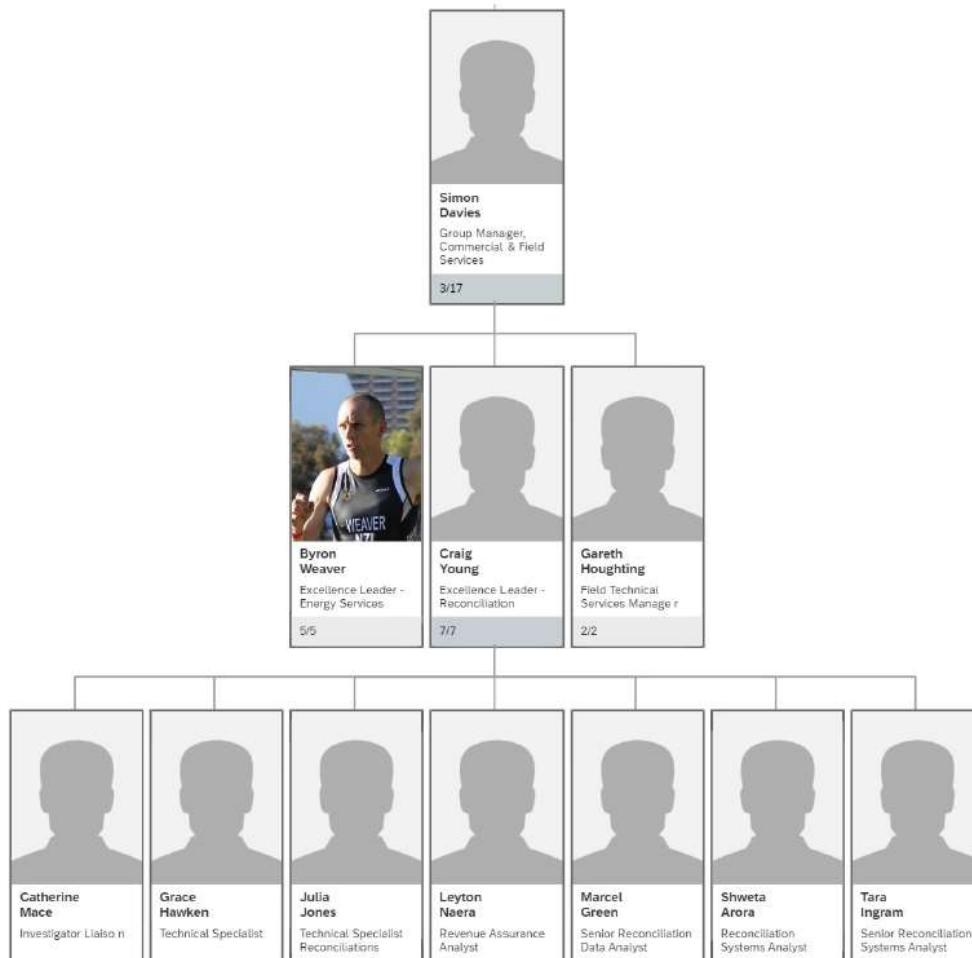 Simon
Davies
Group Manager,
Commercial & Field
Services
3/17
WEAVER
NZL
Byron
Weaver
Excellence Leader -
Energy Services
5/5
Craig
Young
Excellence Leader -
Reconciliation
7/7
Gareth
Houghting
Field Technical
Services Manage r
2/2
Catherine
Mace
Investigator Liaiso n
Grace
Hawken
Technical Specialist
Julia
Jones
Technical Specialist
Reconciliations
Leyton
Naera
Revenue Assurance
Analyst
Marcel
Green
Senior Reconciliation
Data Analyst
Shweta
Arora
Reconciliation
Systems Analyst
Tara
Ingram
Senior Reconciliation
Systems Analyst